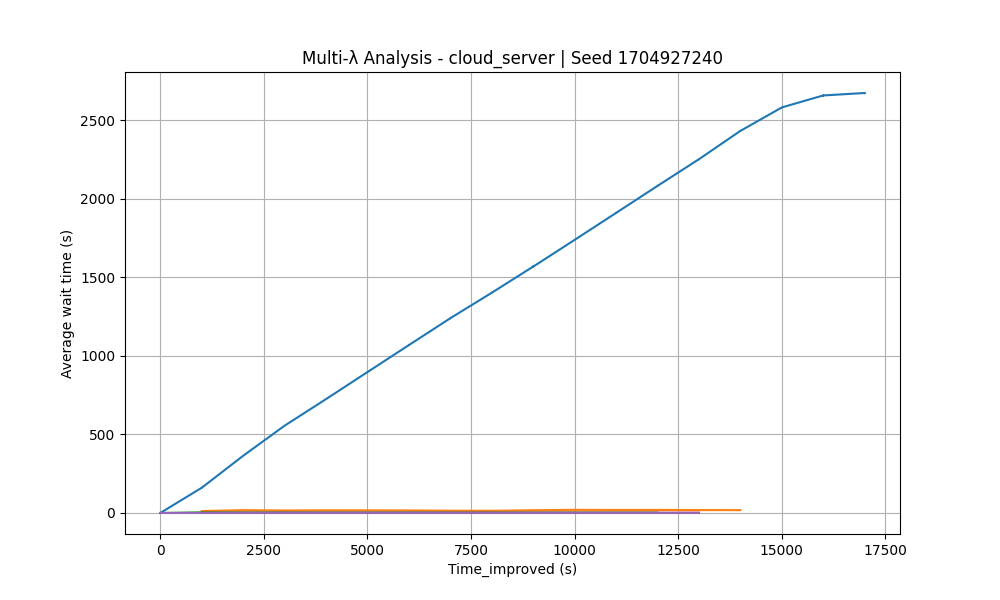 Multi-λ Analysis - cloud_server | Seed 1704927240
Average wait time (s)
2500
2000
1500
1000
500
0
0 2500 5000 7500 10000 12500 15000 17500
Time_improved (s)